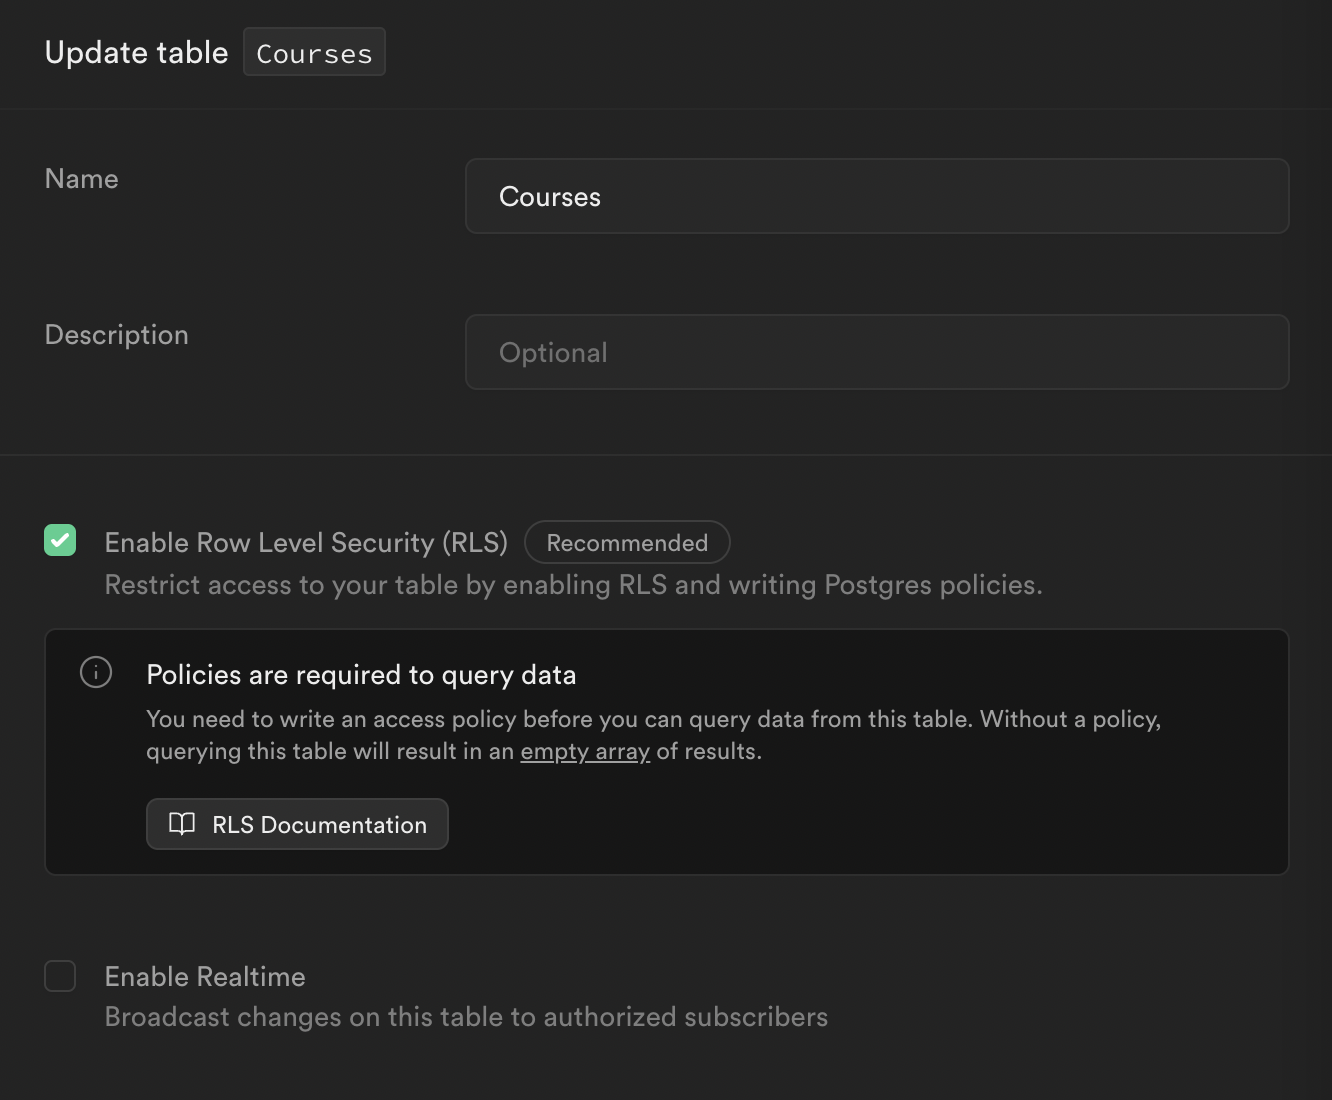 Update table Courses
Name
Courses
Description
Optional
Enable Row Level Security (RLS) Recommended
Restrict access to your table by enabling RLS and writing Postgres policies.
Policies are required to query data
You need to write an access policy before you can query data from this table. Without a policy,
querying this table will result in an empty array of results.
RLS Documentation
Enable Realtime
Broadcast changes on this table to authorized subscribers